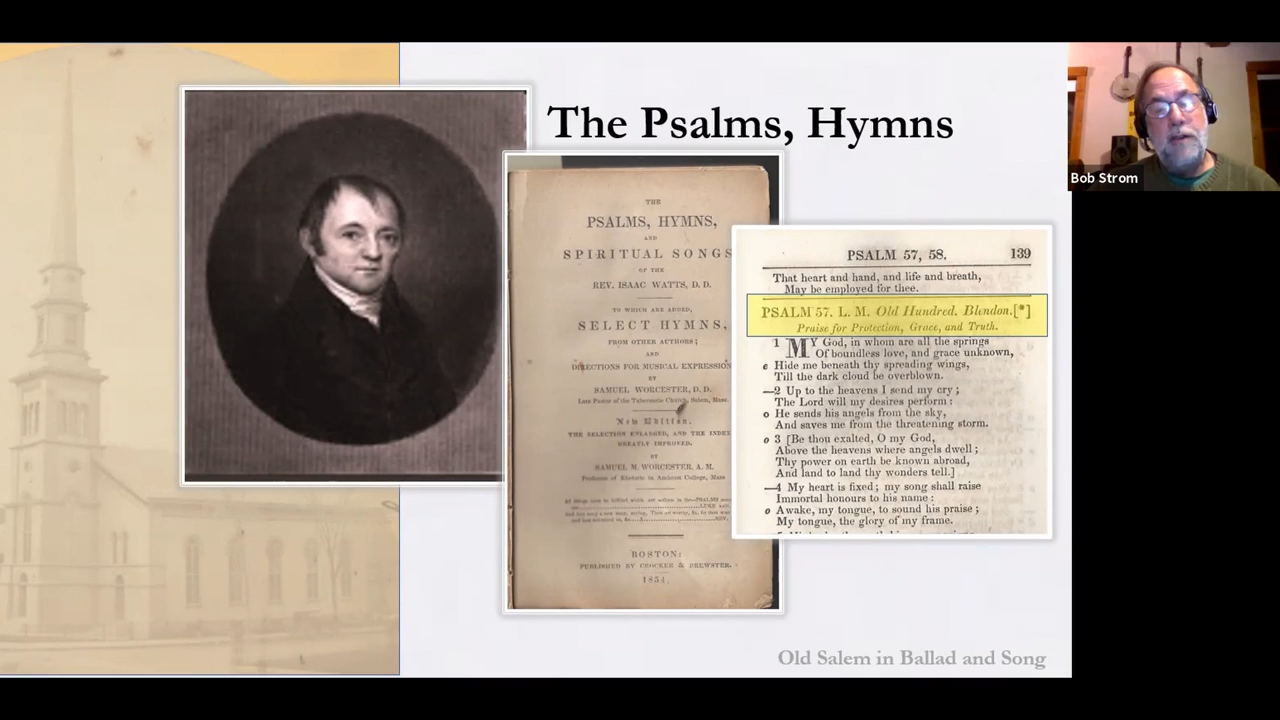 The Psalms, Hymns
Bob Strom
THE
PSALMS, HYMNS,
AND
SPIRITUAL SONGS
OF THE
REV. ISAAC WATTS, D. D.
TO WHICH ARE ADDED,
SELECT HYMNS,
FROM OTHER AUTHORS;
AND
DIRECTIONS FOR MUSICAL EXPRESSION
BY
SAMUEL WORCESTER, D. D.
Late Pastor of the Tabernacle Church, Salem, Mass.
New Edition.
THE SELECTION ENLARGED, AND THE INDEX
GREATLY IMPROVED.
BY
SAMUEL M. WORCESTER, A. M.
Professor of Rhetoric in Amherst College, Mass
BOSTON:
PUBLISHED BY CROCKER & BREWSTER.
1854.
PSALM 57, 58. 139
That heart and hand, and life and breath,
May be employed for thee.
PSALM 57. L. M. Old Hundred. Blendon.[*]
Praise for Protection, Grace, and Truth.
1 MY God, in whom are all the springs
Of boundless love, and grace unknown,
e Hide me beneath thy spreading wings,
Till the dark cloud be overblown.
—2 Up to the heavens I send my cry;
The Lord will my desires perform:
o He sends his angels from the sky,
And saves me from the threatening storm.
o 3 [Be thou exalted, O my God,
Above the heavens where angels dwell;
Thy power on earth be known abroad,
And land to land thy wonders tell.]
—4 My heart is fixed; my song shall raise
Immortal honours to his name:
o Awake, my tongue, to sound his praise;
My tongue, the glory of my frame.
Old Salem in Ballad and Song